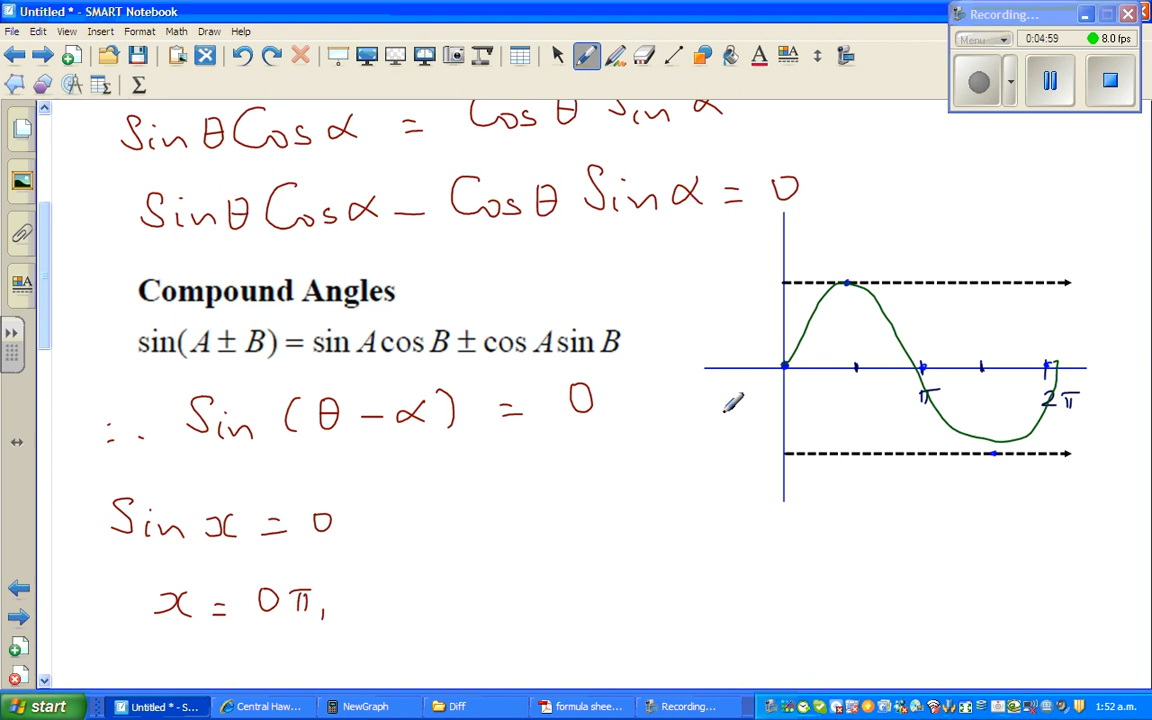 Untitled * - SMART Notebook
Recording...
File Edit View Insert Format Math Draw Help
Menu 0:04:59 8.0 fps
Sin θ Cos α = Cos θ Sin α
Sin θ Cos α - Cos θ Sin α = 0
Compound Angles
sin(A ± B) = sin A cos B ± cos A sin B
∴ Sin (θ - α) = 0
π 2π
Sin x = 0
x = 0π,
start Untitled * - S... Central Haw... NewGraph Diff formula shee... Recording... 1:52 a.m.